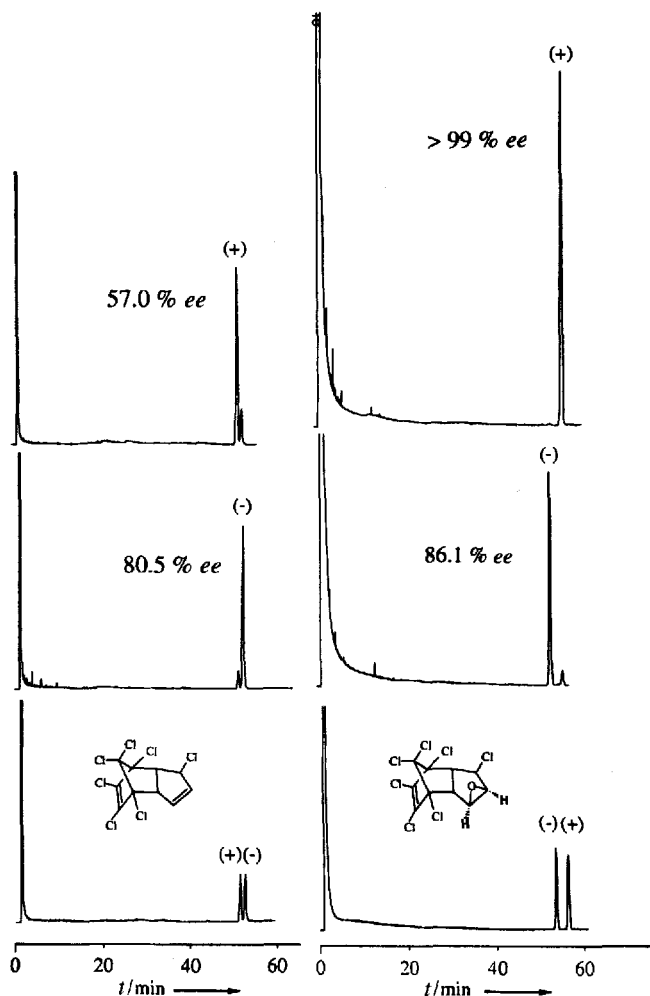 (+)
57.0 % ee
(-)
80.5 % ee
Cl
Cl
Cl
Cl
Cl
Cl
Cl
(+)(-)
0 20 40 60
t/min
(+)
> 99 % ee
(-)
86.1 % ee
Cl
Cl
Cl
Cl
Cl
Cl
Cl
O
H
H
(-)(+)
0 20 40 60
t/min